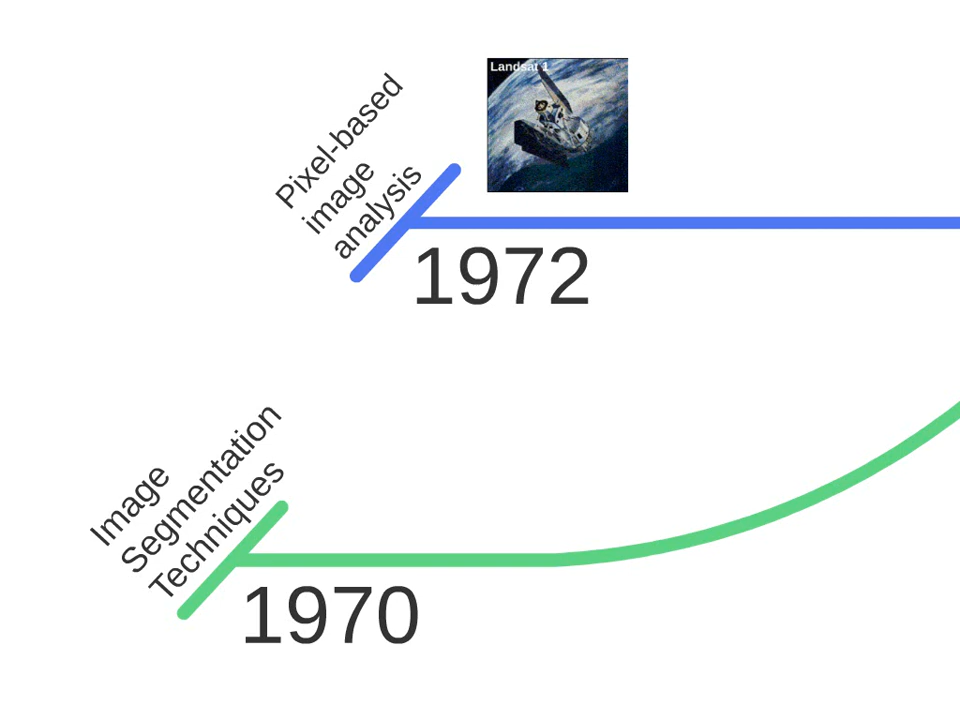 Pixel-based
image
analysis
Landsat 1
1972
Image
Segmentation
Techniques
1970